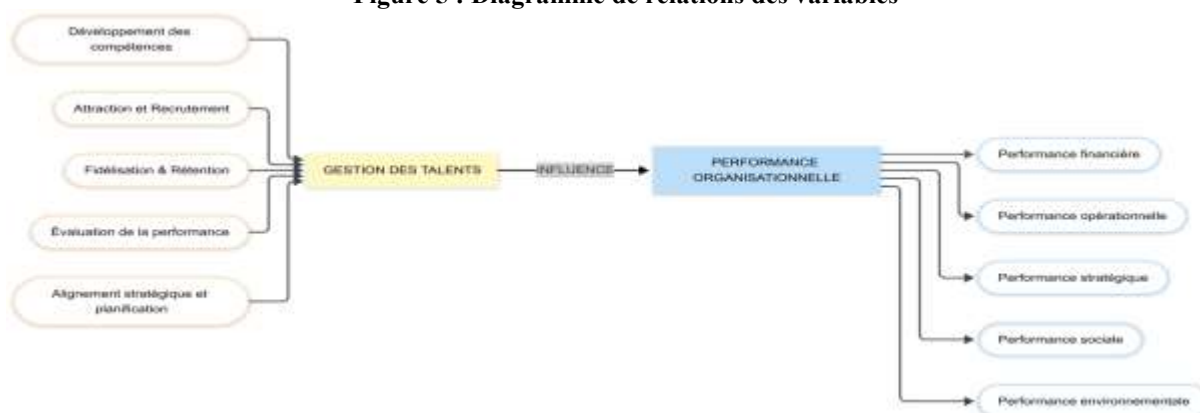 Figure 3 : Diagramme de relations des variables
Développement des
compétences
Attraction et Recrutement
Fidélisation & Rétention
Évaluation de la performance
Alignement stratégique et
planification
GESTION DES TALENTS
INFLUENCE
PERFORMANCE
ORGANISATIONNELLE
Performance financière
Performance opérationnelle
Performance stratégique
Performance sociale
Performance environnementale